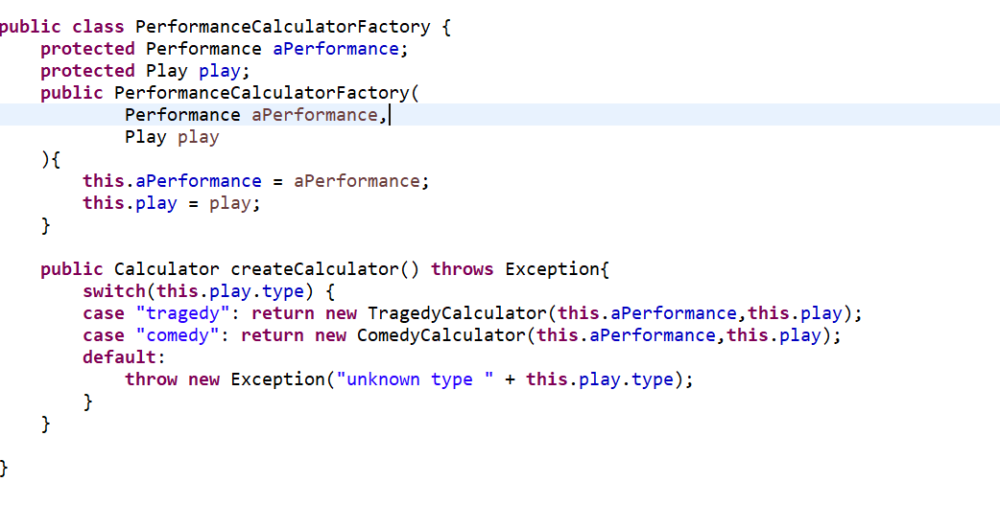 public class PerformanceCalculatorFactory {
    protected Performance aPerformance;
    protected Play play;
    public PerformanceCalculatorFactory(
            Performance aPerformance,
            Play play
    ){
        this.aPerformance = aPerformance;
        this.play = play;
    }
    public Calculator createCalculator() throws Exception{
        switch(this.play.type) {
        case "tragedy": return new TragedyCalculator(this.aPerformance,this.play);
        case "comedy": return new ComedyCalculator(this.aPerformance,this.play);
        default:
            throw new Exception("unknown type " + this.play.type);
        }
    }
}